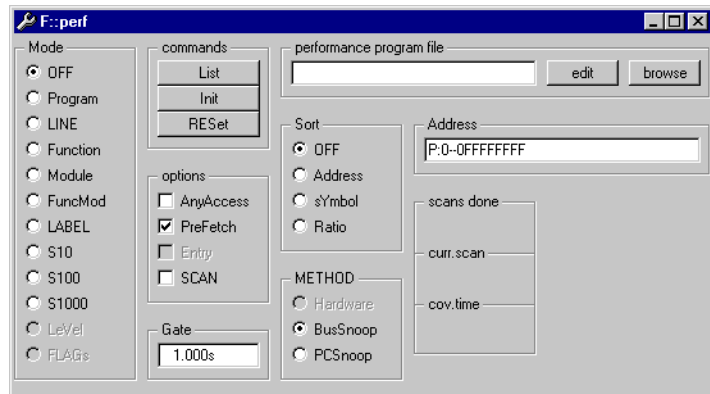 F::perf
Mode
OFF
Program
LINE
Function
Module
FuncMod
LABEL
S10
S100
S1000
LeVel
FLAGs
commands
List
Init
RESet
options
AnyAccess
PreFetch
Entry
SCAN
Gate
1.000s
performance program file
edit browse
Sort
OFF
Address
sYmbol
Ratio
METHOD
Hardware
BusSnoop
PCSnoop
Address
P:0--0FFFFFFFF
scans done
curr.scan
cov.time